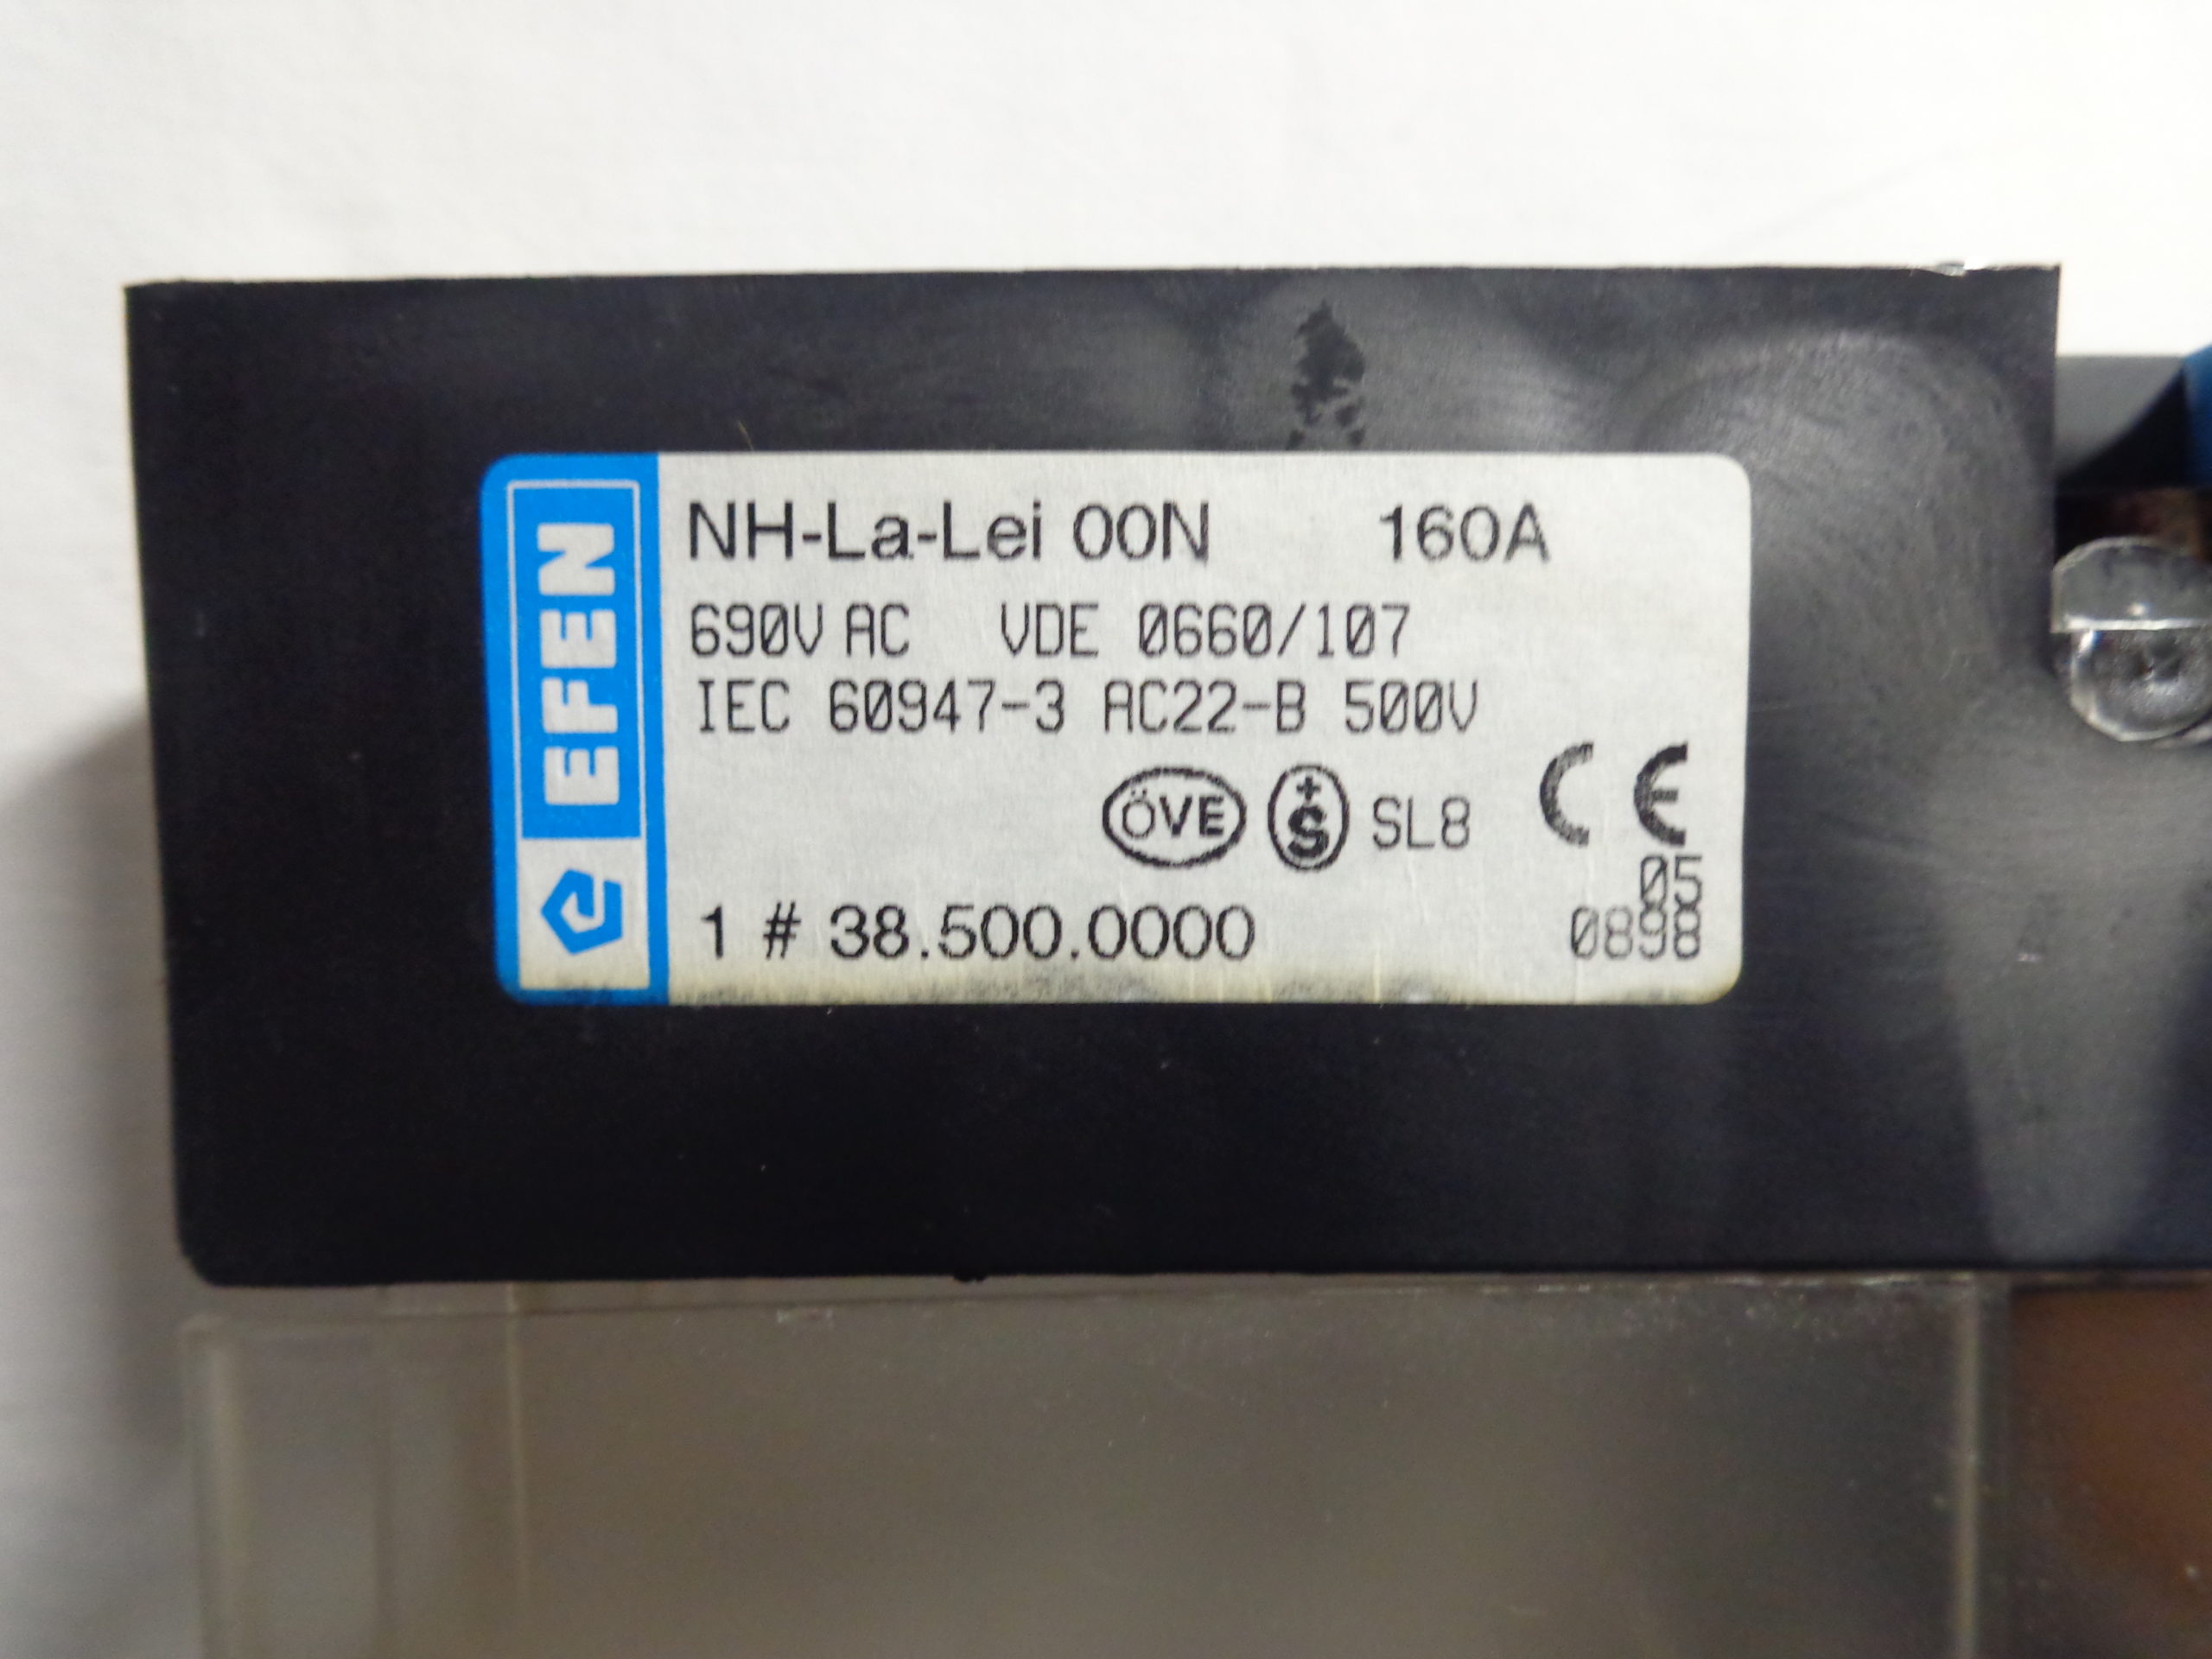 EFEN
NH-La-Lei 00N 160A
690V AC VDE 0660/107
IEC 60947-3 AC22-B 500V
ÖVE +S SL8 CE
05
1 # 38.500.0000 0898